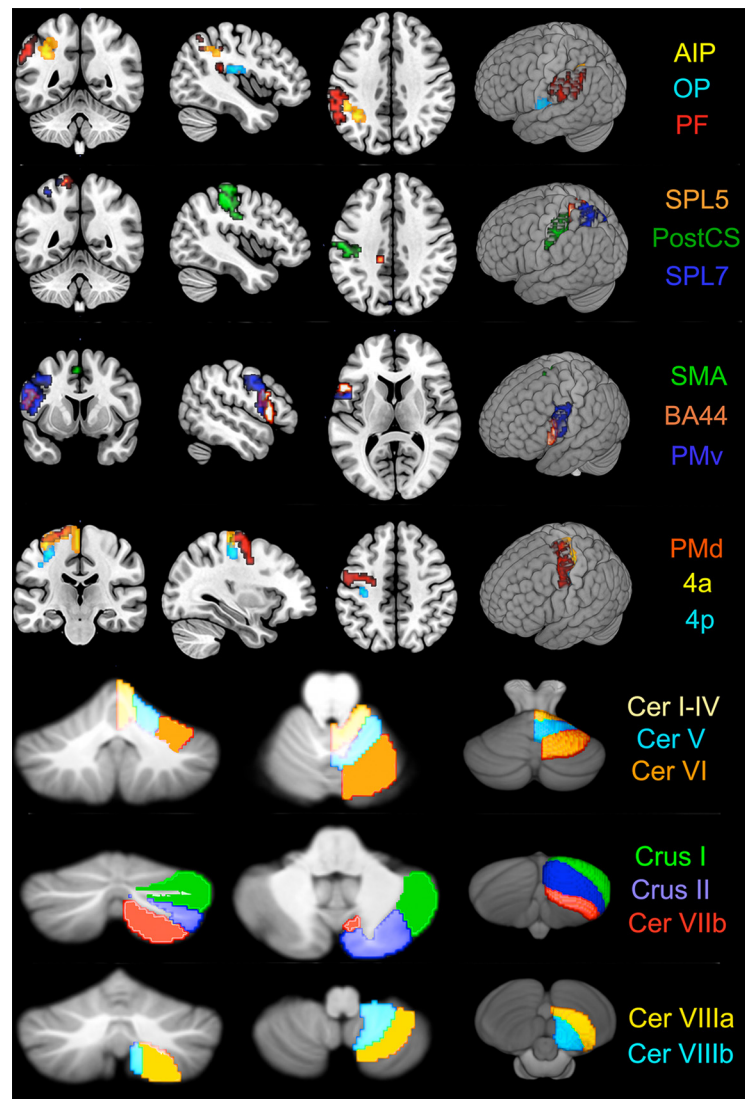 AIP
OP
PF
SPL5
PostCS
SPL7
SMA
BA44
PMv
PMd
4a
4p
Cer I-IV
Cer V
Cer VI
Crus I
Crus II
Cer VIIb
Cer VIIIa
Cer VIIIb